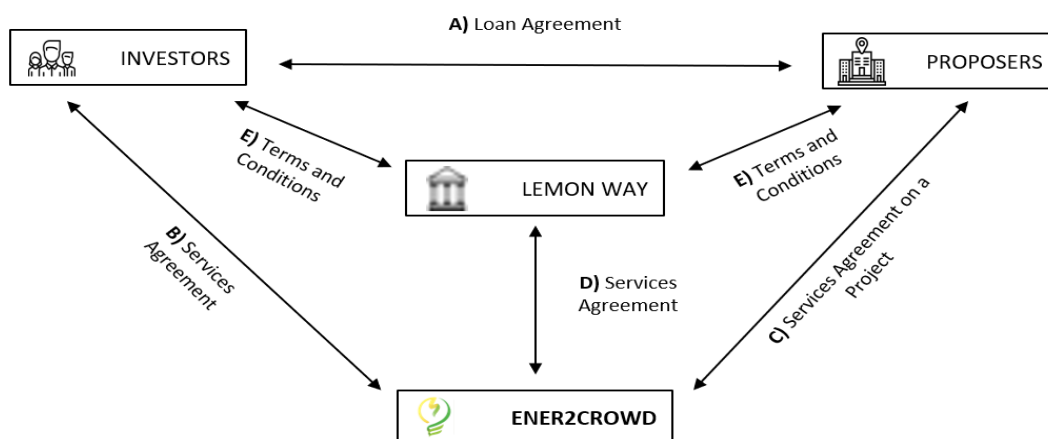 A) Loan Agreement
INVESTORS
PROPOSERS
E) Terms and
Conditions
E) Terms and
Conditions
LEMON WAY
B) Services
Agreement
D) Services
Agreement
C) Services Agreement on a
Project
ENER2CROWD